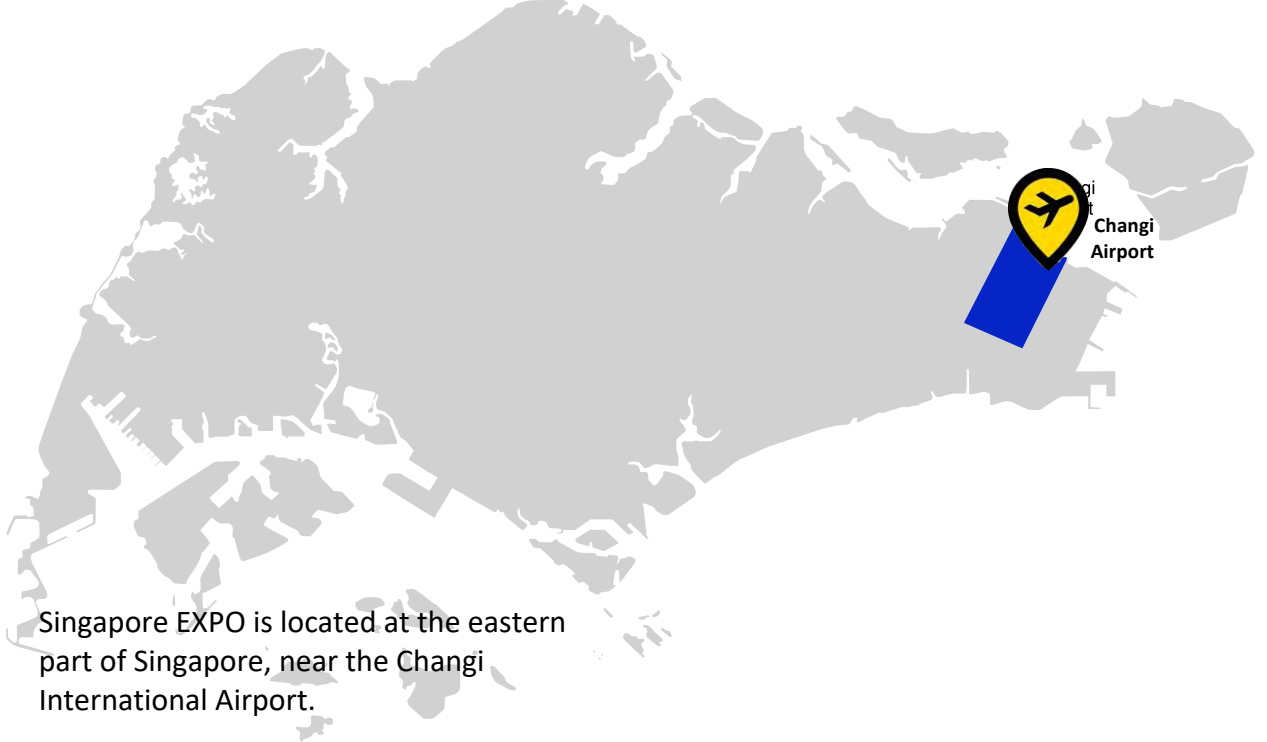 Changi
Airport
Singapore EXPO is located at the eastern
part of Singapore, near the Changi
International Airport.